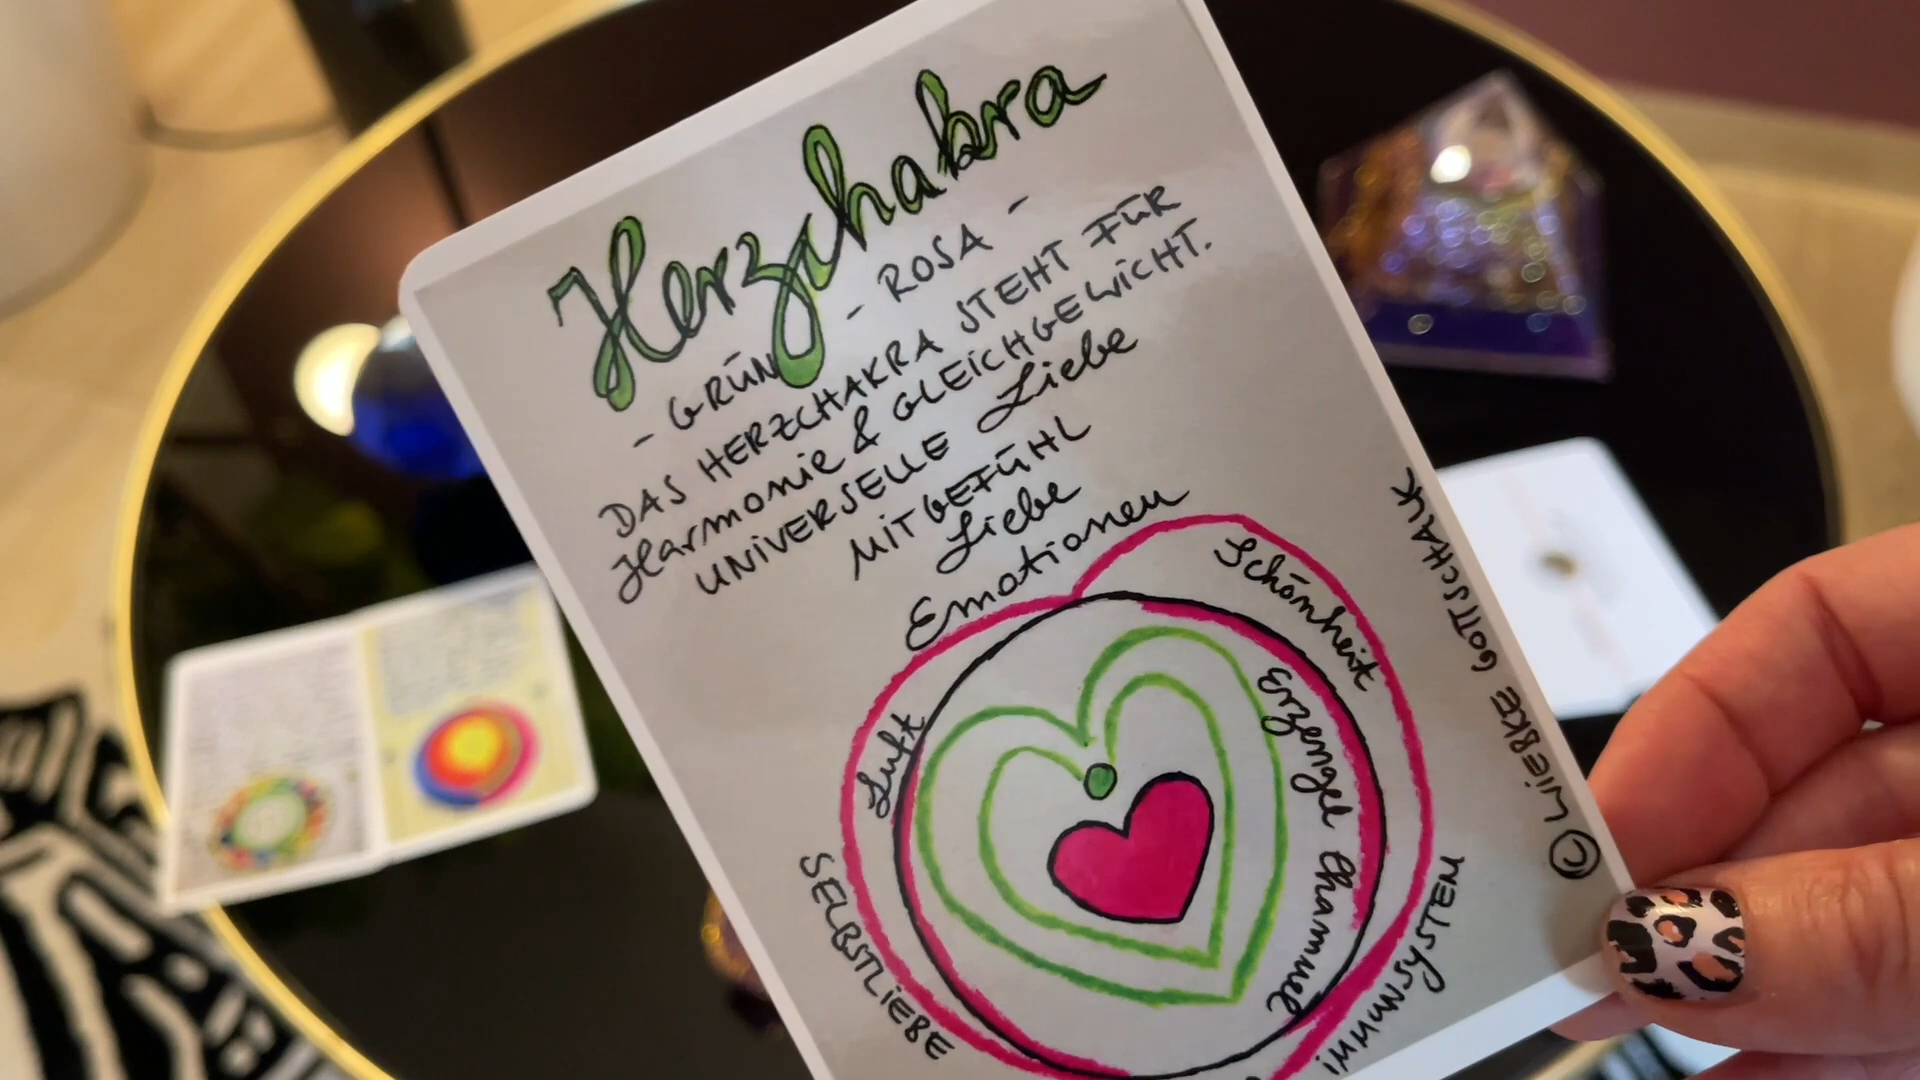 Herzchakra
- GRÜN - ROSA -
DAS HERZCHAKRA STEHT FÜR
Harmonie & GLEICHGEWICHT.
UNIVERSELLE Liebe
MITGEFÜHL
Liebe
Emotionen
Schönheit
Luft
Erzengel Chamuel
SELBSTLIEBE
IMMUNSYSTEM
© WIEBKE GOTTSCHALK